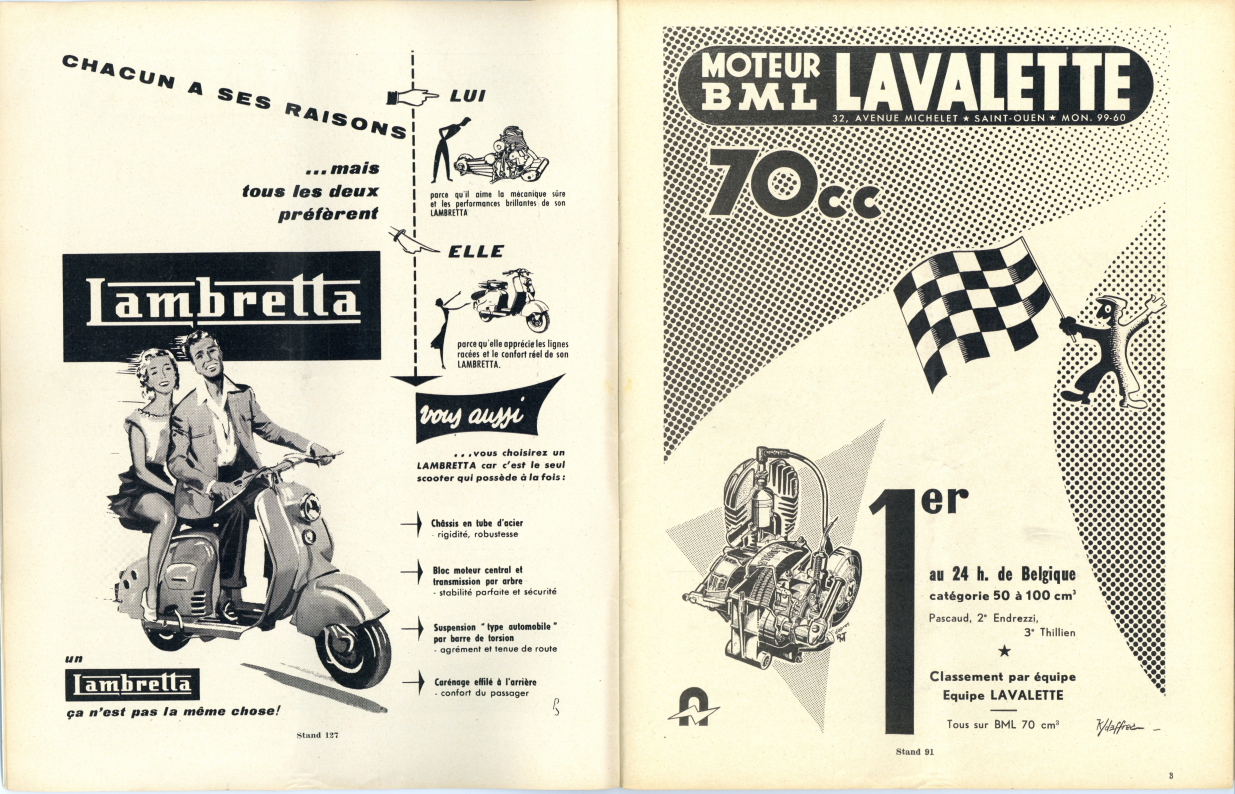 CHACUN A SES RAISONS
...mais
tous les deux
préfèrent
Lambretta
LUI
parce qu'il aime la mécanique sûre
et les performances brillantes de son
LAMBRETTA
ELLE
parce qu'elle apprécie les lignes
racées et le confort réel de son
LAMBRETTA.
vous aussi
...vous choisirez un
LAMBRETTA car c'est le seul
scooter qui possède à la fois :
Châssis en tube d'acier
- rigidité, robustesse
Bloc moteur central et
transmission par arbre
- stabilité parfaite et sécurité
Suspension "type automobile"
par barre de torsion
- agrément et tenue de route
Carénage effilé à l'arrière
- confort du passager
un
Lambretta
ça n'est pas la même chose!
Stand 127
MOTEUR
BML
LAVALETTE
32, AVENUE MICHELET ★ SAINT-OUEN ★ MON. 99-60
70cc
1er
au 24 h. de Belgique
catégorie 50 à 100 cm³
Pascaud, 2e Endrezzi,
3e Thillien
★
Classement par équipe
Equipe LAVALETTE
Tous sur BML 70 cm³
Stand 91
3